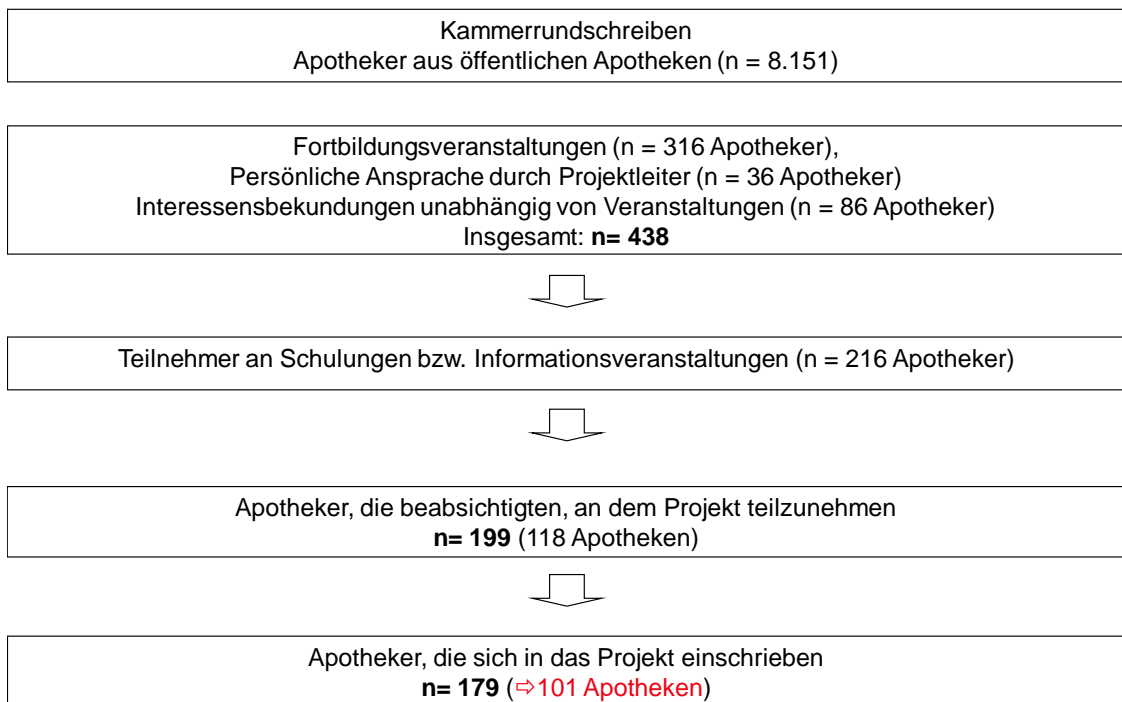 Kammerrundschreiben
Apotheker aus öffentlichen Apotheken (n = 8.151)
Fortbildungsveranstaltungen (n = 316 Apotheker),
Persönliche Ansprache durch Projektleiter (n = 36 Apotheker)
Interessensbekundungen unabhängig von Veranstaltungen (n = 86 Apotheker)
Insgesamt: n= 438
Teilnehmer an Schulungen bzw. Informationsveranstaltungen (n = 216 Apotheker)
Apotheker, die beabsichtigten, an dem Projekt teilzunehmen
n= 199 (118 Apotheken)
Apotheker, die sich in das Projekt einschrieben
n= 179 (⇨101 Apotheken)